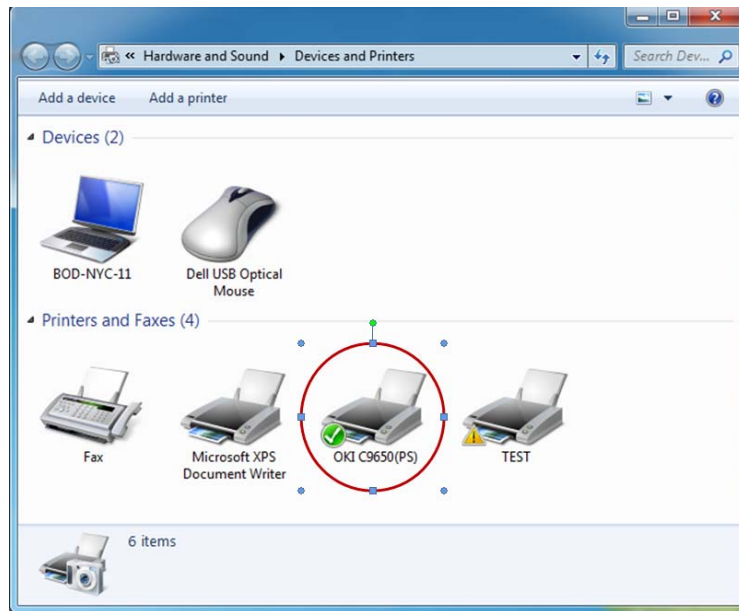 « Hardware and Sound ▸ Devices and Printers
Search Dev...
Add a device Add a printer
Devices (2)
BOD-NYC-11
Dell USB Optical
Mouse
Printers and Faxes (4)
Fax
Microsoft XPS
Document Writer
OKI C9650(PS)
TEST
6 items